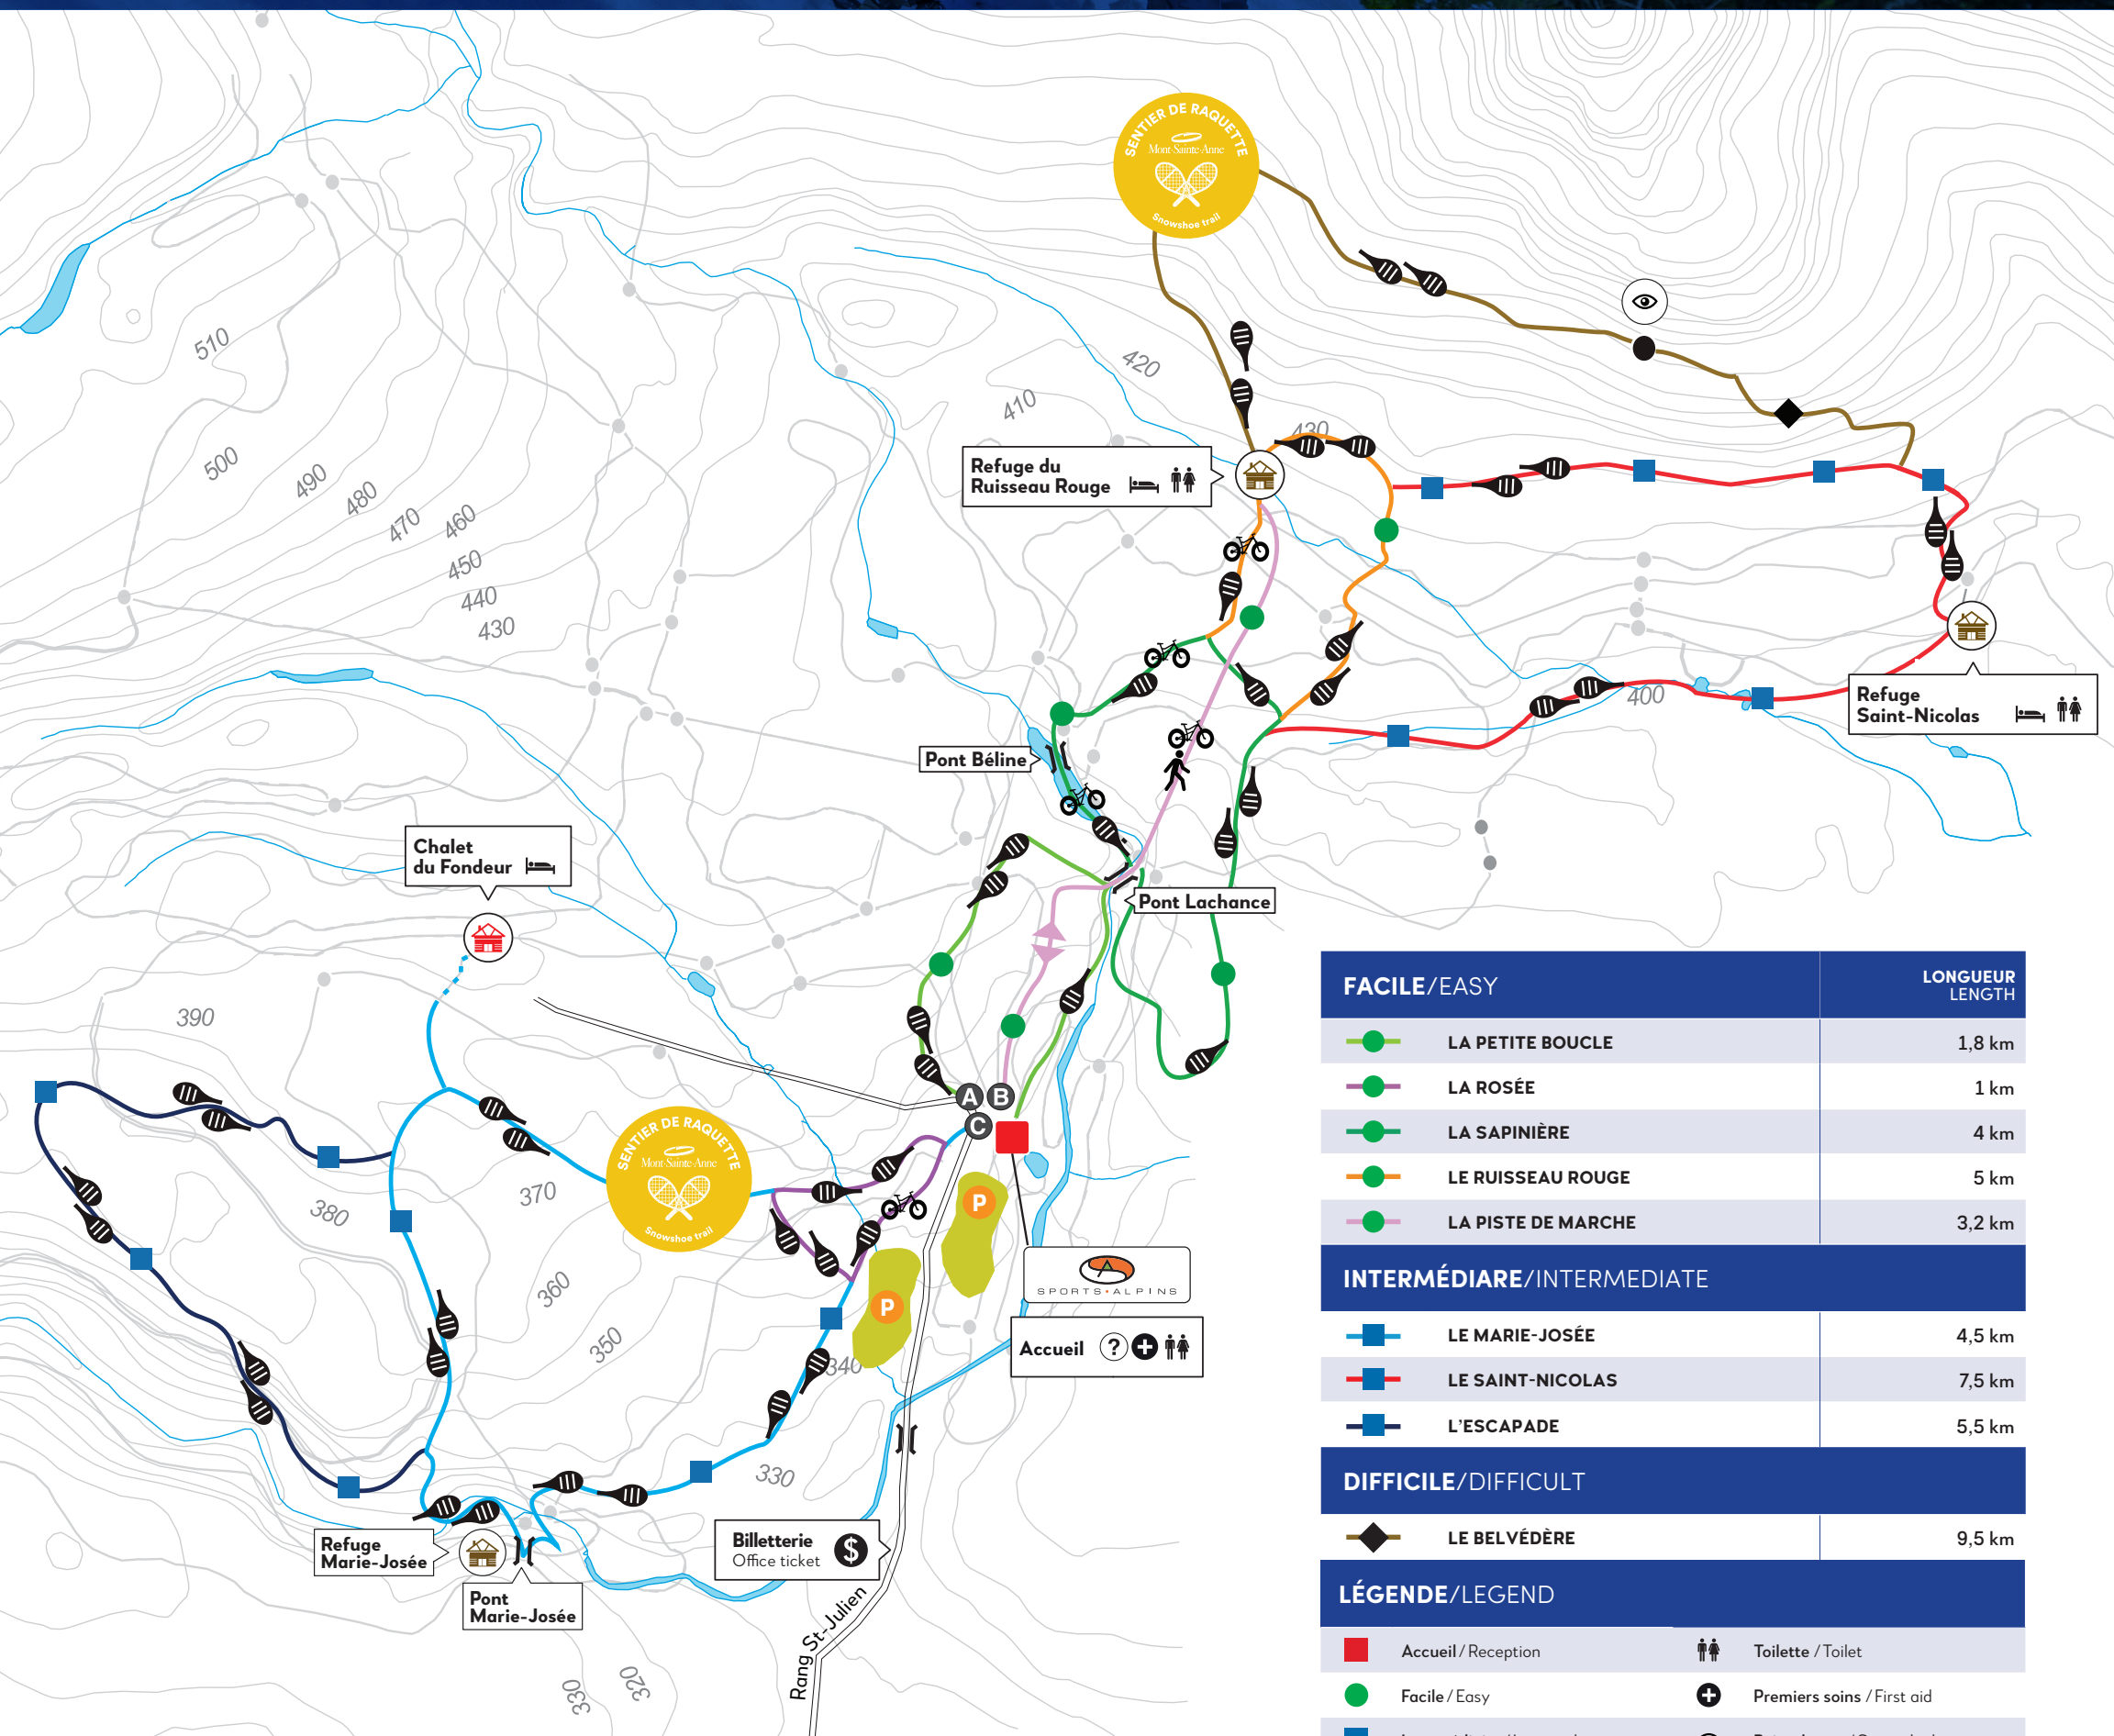 SENTIER DE RAQUETTE
Mont-Sainte-Anne
Snowshoe trail
510
420
410
430
500
490
480
470
460
450
440
430
Refuge du
Ruisseau Rouge
400
Refuge
Saint-Nicolas
Pont Béline
Chalet
du Fondeur
Pont Lachance
390
A B
C
380
370
SENTIER DE RAQUETTE
Mont-Sainte-Anne
Snowshoe trail
P
P
360
350
340
330
SPORTS•ALPINS
Accueil ?
Billetterie
Office ticket $
Refuge
Marie-Josée
Pont
Marie-Josée
Rang St-Julien
330
320
FACILE/EASY LONGUEUR
LENGTH
LA PETITE BOUCLE 1,8 km
LA ROSÉE 1 km
LA SAPINIÈRE 4 km
LE RUISSEAU ROUGE 5 km
LA PISTE DE MARCHE 3,2 km
INTERMÉDIARE/INTERMEDIATE
LE MARIE-JOSÉE 4,5 km
LE SAINT-NICOLAS 7,5 km
L'ESCAPADE 5,5 km
DIFFICILE/DIFFICULT
LE BELVÉDÈRE 9,5 km
LÉGENDE/LEGEND
Accueil / Reception Toilette / Toilet
Facile / Easy Premiers soins / First aid